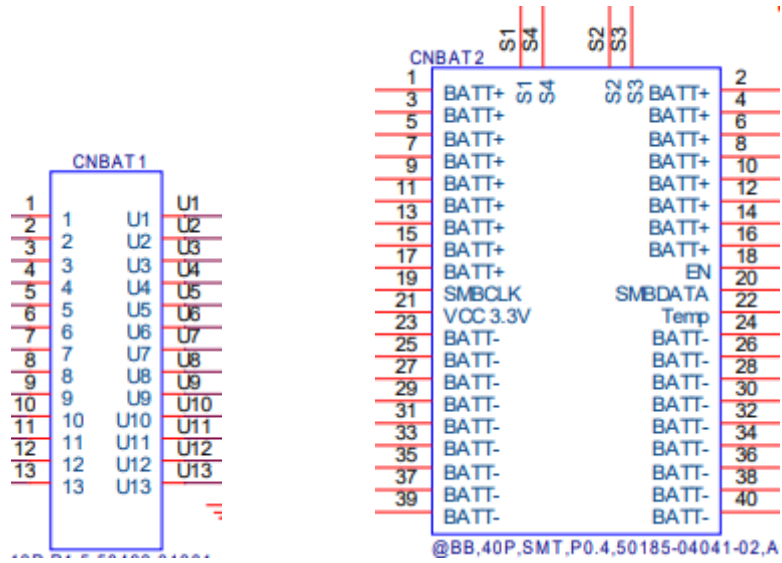 CNBAT1
1 1 U1 U1
2 2 U2 U2
3 3 U3 U3
4 4 U4 U4
5 5 U5 U5
6 6 U6 U6
7 7 U7 U7
8 8 U8 U8
9 9 U9 U9
10 10 U10 U10
11 11 U11 U11
12 12 U12 U12
13 13 U13 U13
S1 S4 S2 S3
CNBAT2
S1 S4 S2 S3
1 BATT+ BATT+ 2
3 BATT+ BATT+ 4
5 BATT+ BATT+ 6
7 BATT+ BATT+ 8
9 BATT+ BATT+ 10
11 BATT+ BATT+ 12
13 BATT+ BATT+ 14
15 BATT+ BATT+ 16
17 BATT+ EN 18
19 SMBCLK SMBDATA 20
21 VCC 3.3V Temp 22
23 BATT- BATT- 24
25 BATT- BATT- 26
27 BATT- BATT- 28
29 BATT- BATT- 30
31 BATT- BATT- 32
33 BATT- BATT- 34
35 BATT- BATT- 36
37 BATT- BATT- 38
39 BATT- BATT- 40
@BB,40P,SMT,P0.4,50185-04041-02,A